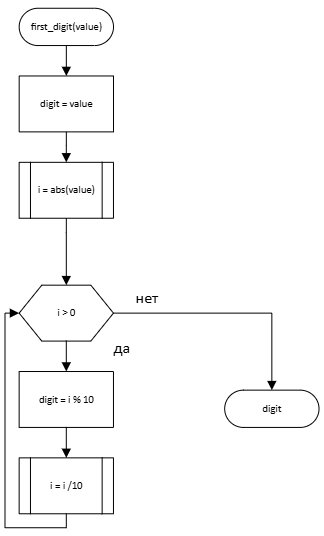 first_digit(value)
digit = value
i = abs(value)
i > 0
нет
да
digit = i % 10
digit
i = i /10